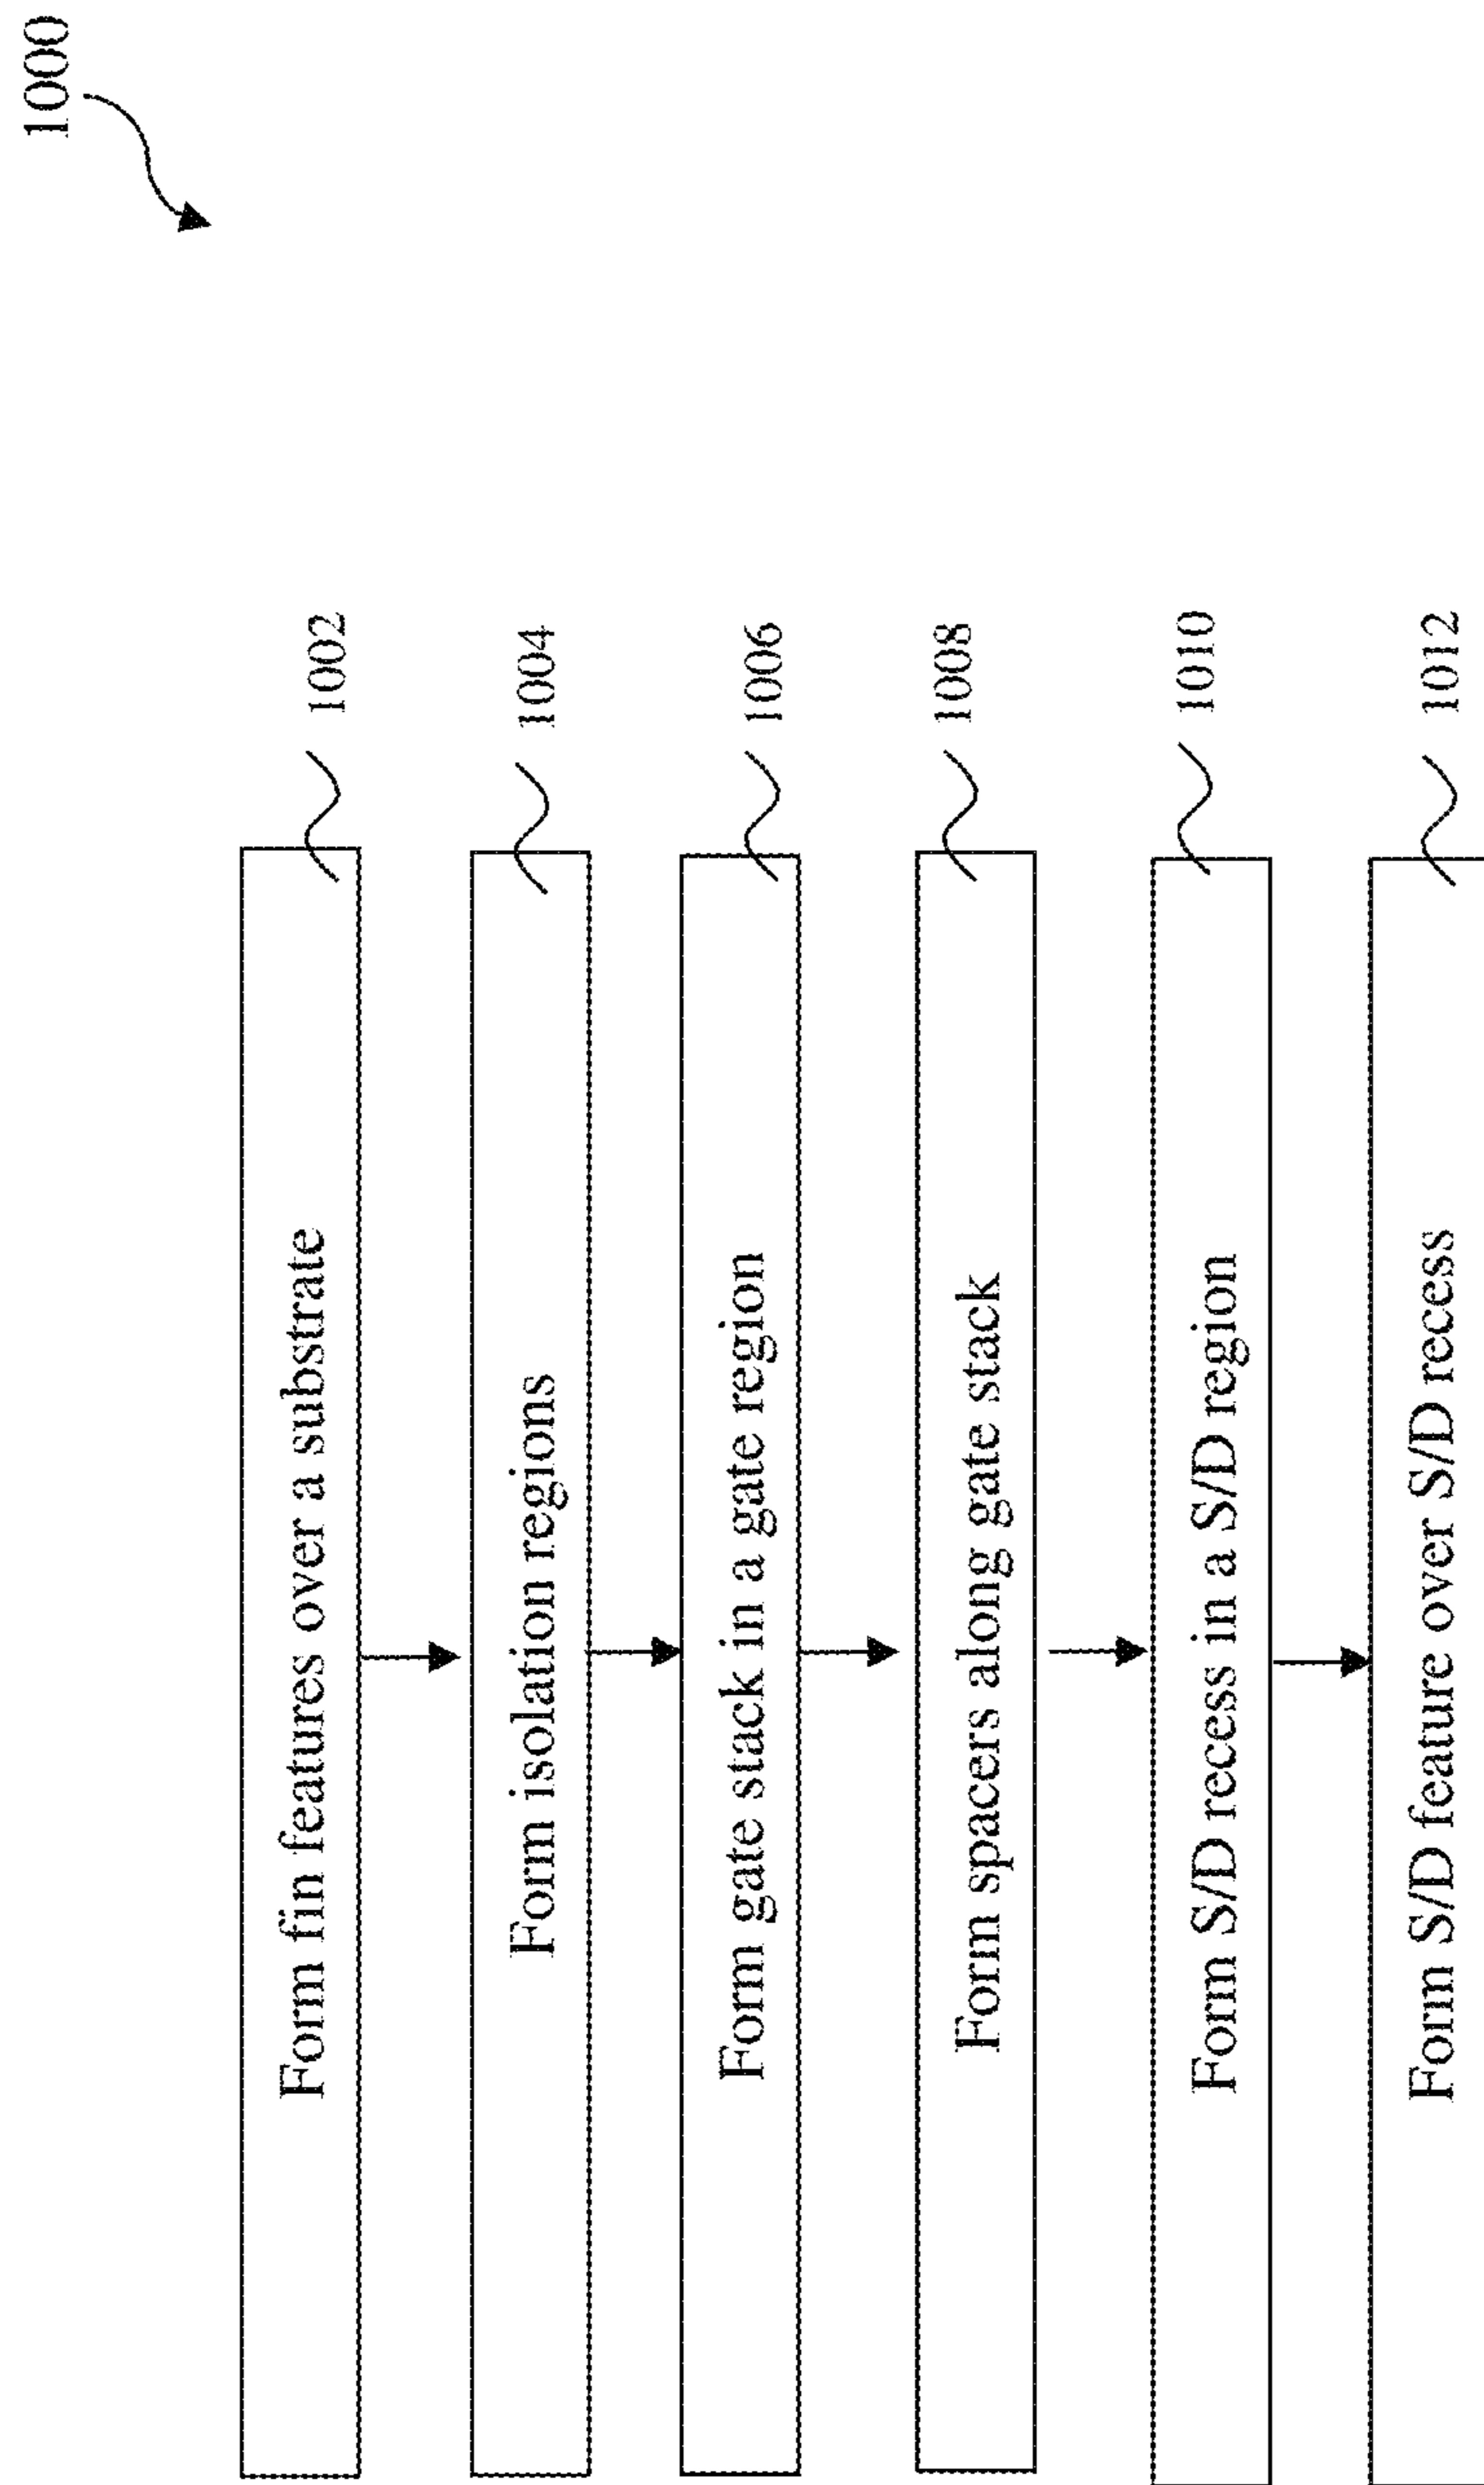 1000
Form fin features over a substrate
1002
Form isolation regions
1004
Form gate stack in a gate region
1006
Form spacers along gate stack
1008
Form S/D recess in a S/D region
1010
Form S/D feature over S/D recess
1012